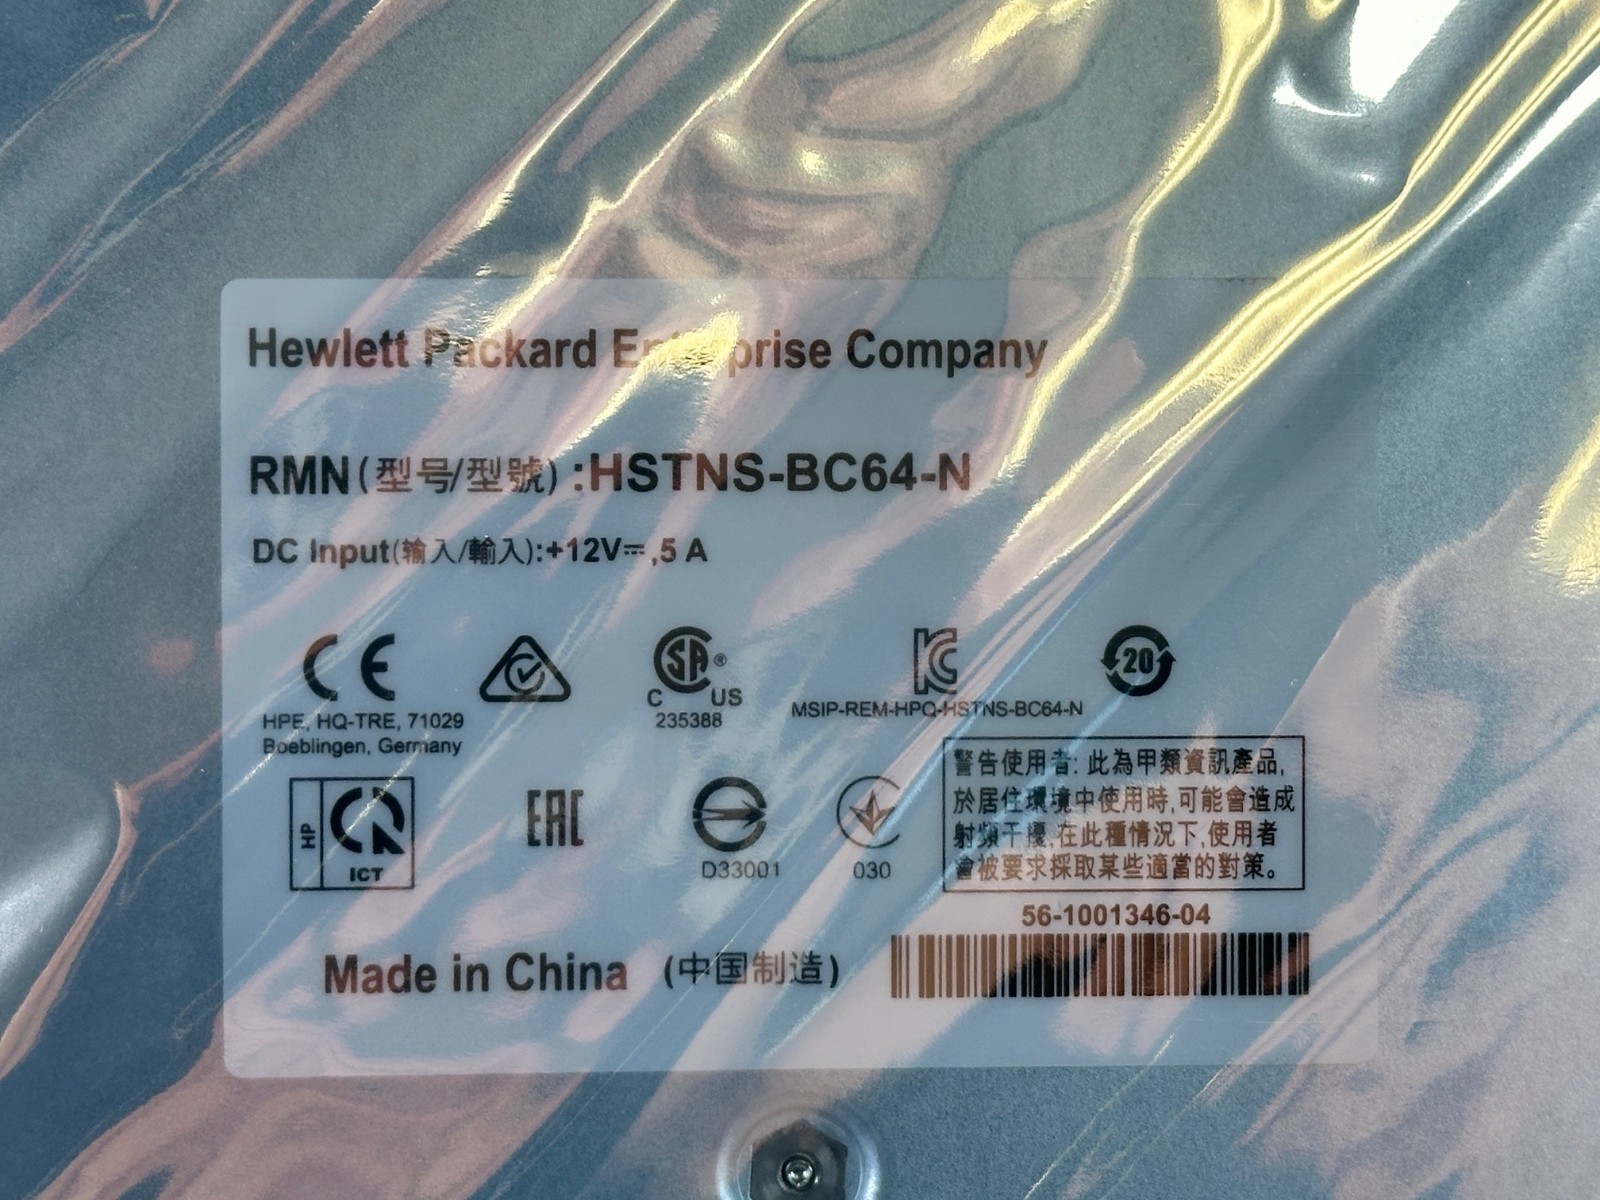 Hewlett Packard Enterprise Company
RMN(型号/型號) :HSTNS-BC64-N
DC Input(输入/輸入):+12V⎓,5 A
CE
SA ®
C US
KC
20
HPE, HQ-TRE, 71029
Boeblingen, Germany
235388
MSIP-REM-HPQ-HSTNS-BC64-N
HP
ICT
EAC
D33001
030
警告使用者: 此為甲類資訊產品,
於居住環境中使用時,可能會造成
射頻干擾,在此種情況下,使用者
會被要求採取某些適當的對策。
56-1001346-04
Made in China (中国制造)